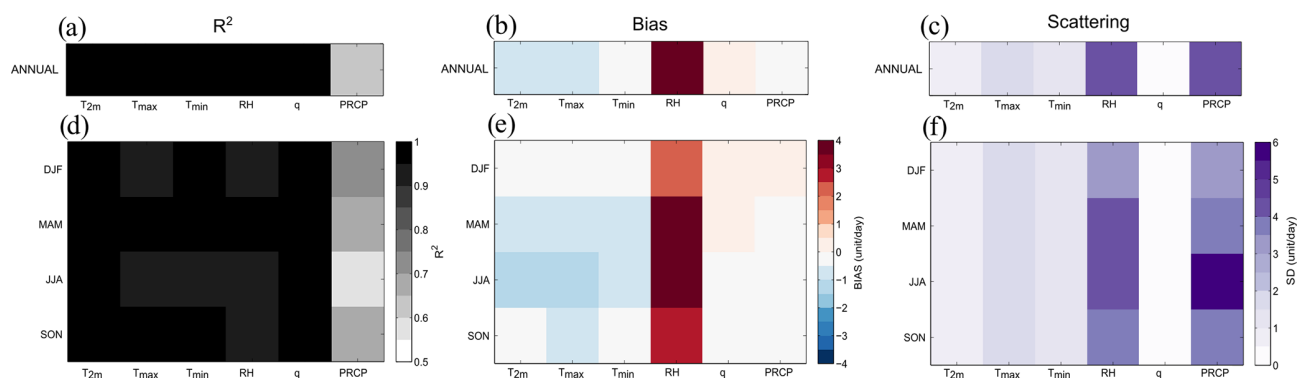 (a) R²
ANNUAL
T2m Tmax Tmin RH q PRCP
(b) Bias
ANNUAL
T2m Tmax Tmin RH q PRCP
(c) Scattering
ANNUAL
T2m Tmax Tmin RH q PRCP
(d)
DJF
MAM
JJA
SON
T2m Tmax Tmin RH q PRCP
1
0.9
0.8
0.7
0.6
0.5
R²
(e)
DJF
MAM
JJA
SON
T2m Tmax Tmin RH q PRCP
4
3
2
1
0
−1
−2
−3
−4
BIAS (unit/day)
(f)
DJF
MAM
JJA
SON
T2m Tmax Tmin RH q PRCP
6
5
4
3
2
1
0
SD (unit/day)